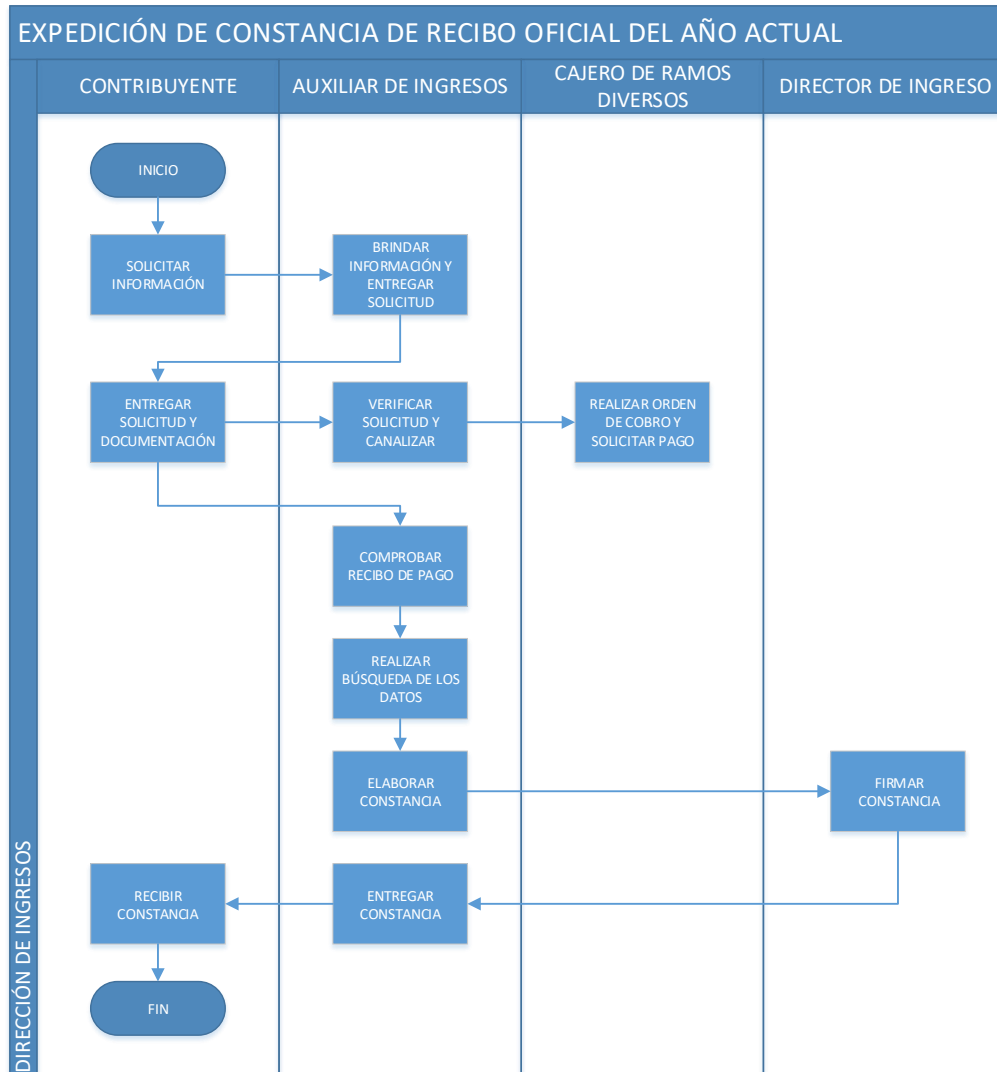 EXPEDICIÓN DE CONSTANCIA DE RECIBO OFICIAL DEL AÑO ACTUAL
CONTRIBUYENTE
AUXILIAR DE INGRESOS
CAJERO DE RAMOS
DIVERSOS
DIRECTOR DE INGRESO
INICIO
SOLICITAR
INFORMACIÓN
BRINDAR
INFORMACIÓN Y
ENTREGAR
SOLICITUD
ENTREGAR
SOLICITUD Y
DOCUMENTACIÓN
VERIFICAR
SOLICITUD Y
CANALIZAR
REALIZAR ORDEN
DE COBRO Y
SOLICITAR PAGO
COMPROBAR
RECIBO DE PAGO
REALIZAR
BÚSQUEDA DE LOS
DATOS
ELABORAR
CONSTANCIA
FIRMAR
CONSTANCIA
ENTREGAR
CONSTANCIA
RECIBIR
CONSTANCIA
FIN
DIRECCIÓN DE INGRESOS